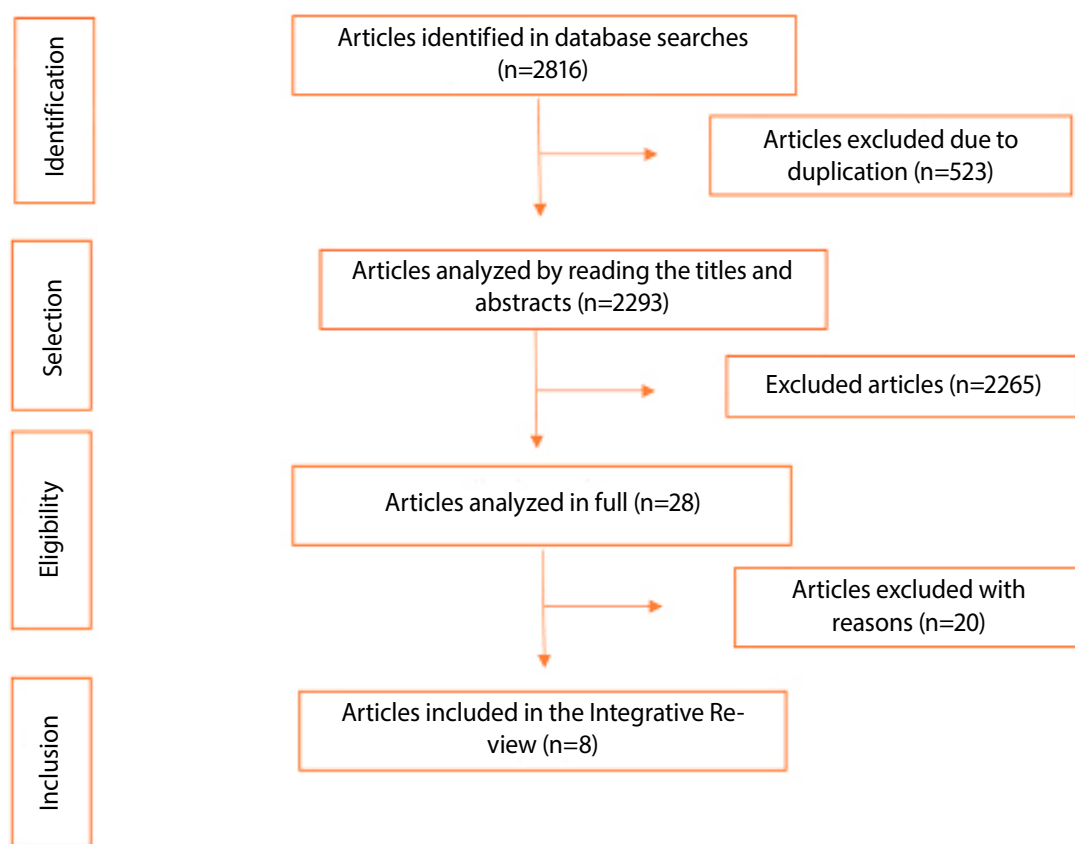 Identification
Articles identified in database searches
(n=2816)
Articles excluded due to
duplication (n=523)
Selection
Articles analyzed by reading the titles and
abstracts (n=2293)
Excluded articles (n=2265)
Eligibility
Articles analyzed in full (n=28)
Articles excluded with
reasons (n=20)
Inclusion
Articles included in the Integrative Re-
view (n=8)